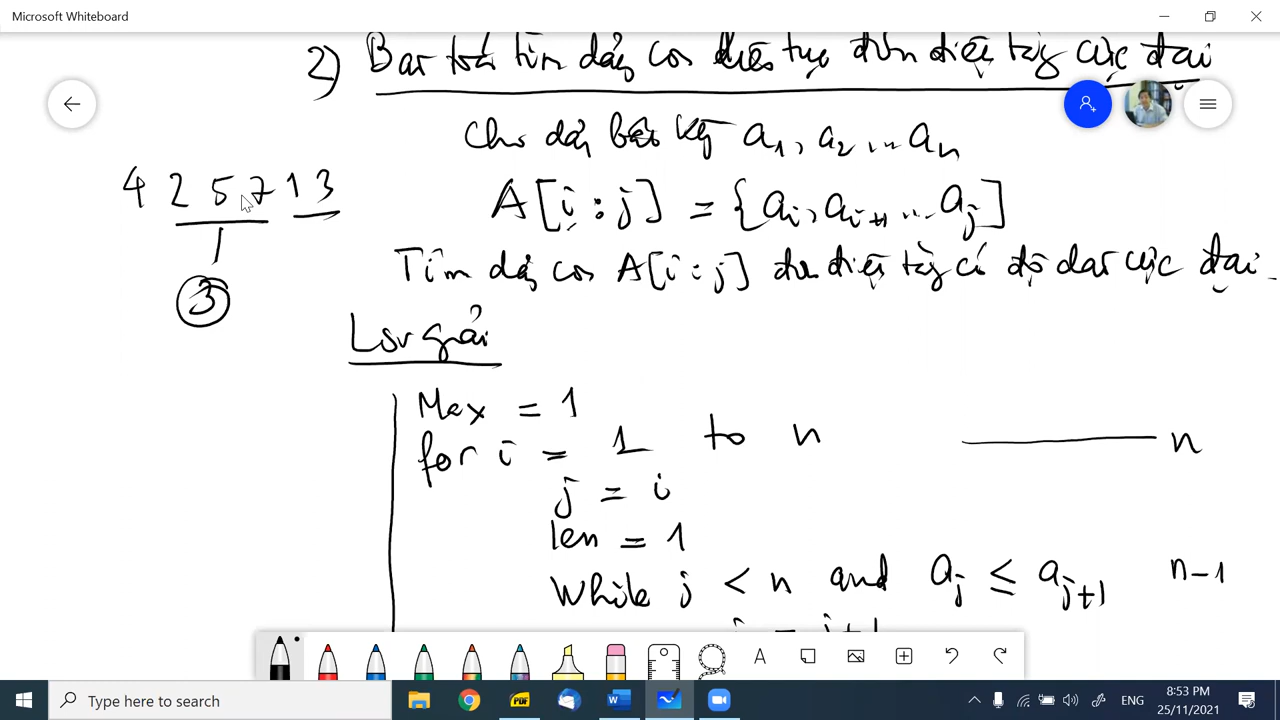 Microsoft Whiteboard
2) Bài toán tìm dãy con liên tục đơn điệu tăng cực đại
Cho dãy bất kỳ a1, a2 ... an
4 2 5 7 1 3
A[i:j] = {ai, ai+1 ... aj]
1
Tìm dãy con A[i:j] đơn điệu tăng có độ dài cực đại.
3
Lời giải
Max = 1
for i = 1 to n n
j = i
len = 1
While j < n and aj ≤ aj+1 n-1
j = j+1
Type here to search
ENG
8:53 PM
25/11/2021